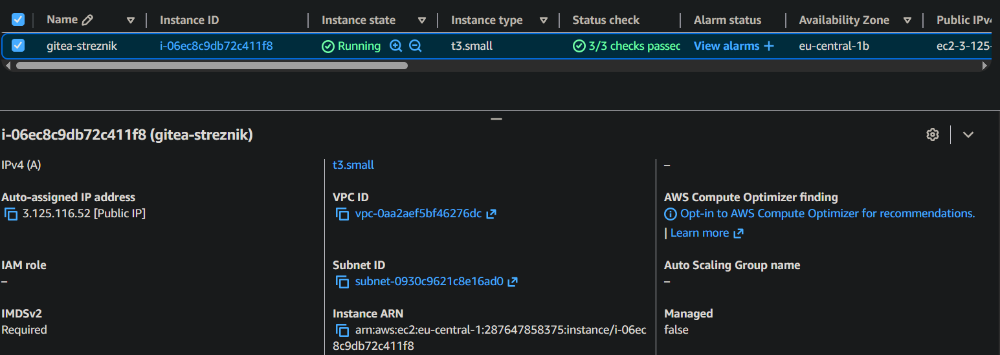 Name Instance ID Instance state Instance type Status check Alarm status Availability Zone Public IPv4
gitea-streznik i-06ec8c9db72c411f8 Running t3.small 3/3 checks passec View alarms + eu-central-1b ec2-3-125-
i-06ec8c9db72c411f8 (gitea-streznik)
IPv4 (A)
t3.small
–
Auto-assigned IP address
3.125.116.52 [Public IP]
VPC ID
vpc-0aa2aef5bf46276dc
AWS Compute Optimizer finding
Opt-in to AWS Compute Optimizer for recommendations.
| Learn more
IAM role
–
Subnet ID
subnet-0930c9621c8e16ad0
Auto Scaling Group name
–
IMDSv2
Required
Instance ARN
arn:aws:ec2:eu-central-1:287647858375:instance/i-06ec
8c9db72c411f8
Managed
false